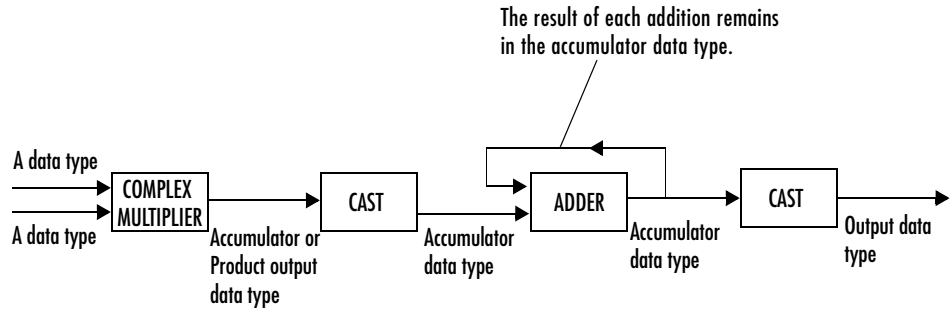 The result of each addition remains
in the accumulator data type.
A data type
A data type
COMPLEX
MULTIPLIER
Accumulator or
Product output
data type
CAST
Accumulator
data type
ADDER
Accumulator
data type
CAST
Output data
type